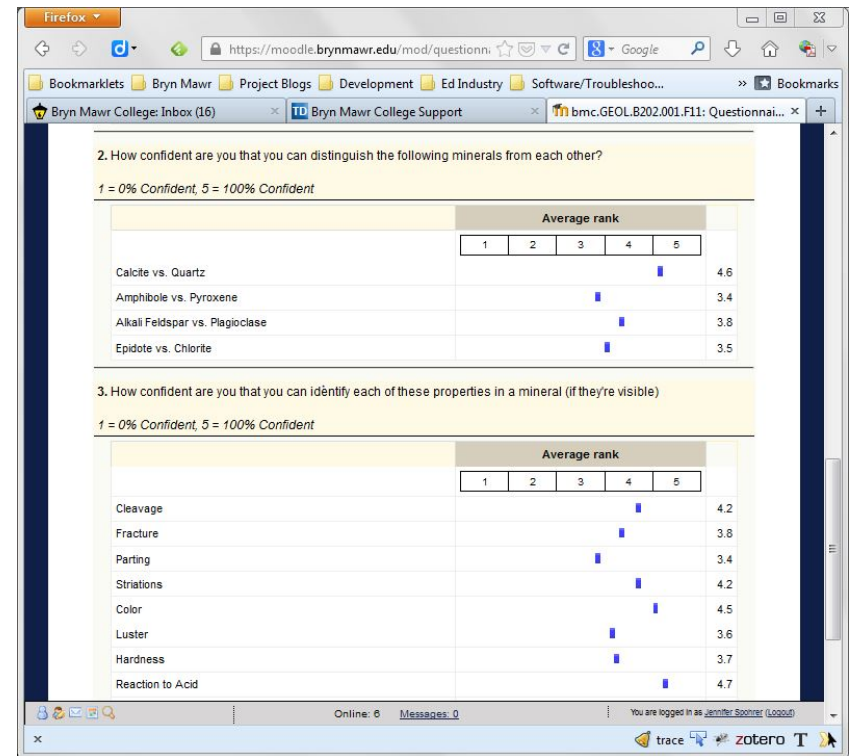 Firefox
https://moodle.brynmawr.edu/mod/questionn
Google
Bookmarklets Bryn Mawr Project Blogs Development Ed Industry Software/Troubleshoo... » Bookmarks
Bryn Mawr College: Inbox (16) × TD Bryn Mawr College Support × bmc.GEOL.B202.001.F11: Questionnai... × +
2. How confident are you that you can distinguish the following minerals from each other?
1 = 0% Confident, 5 = 100% Confident
Average rank
1 2 3 4 5
Calcite vs. Quartz 4.6
Amphibole vs. Pyroxene 3.4
Alkali Feldspar vs. Plagioclase 3.8
Epidote vs. Chlorite 3.5
3. How confident are you that you can identify each of these properties in a mineral (if they're visible)
1 = 0% Confident, 5 = 100% Confident
Average rank
1 2 3 4 5
Cleavage 4.2
Fracture 3.8
Parting 3.4
Striations 4.2
Color 4.5
Luster 3.6
Hardness 3.7
Reaction to Acid 4.7
Online: 6 Messages: 0 You are logged in as Jennifer Spohrer (Logout)
× trace zotero T